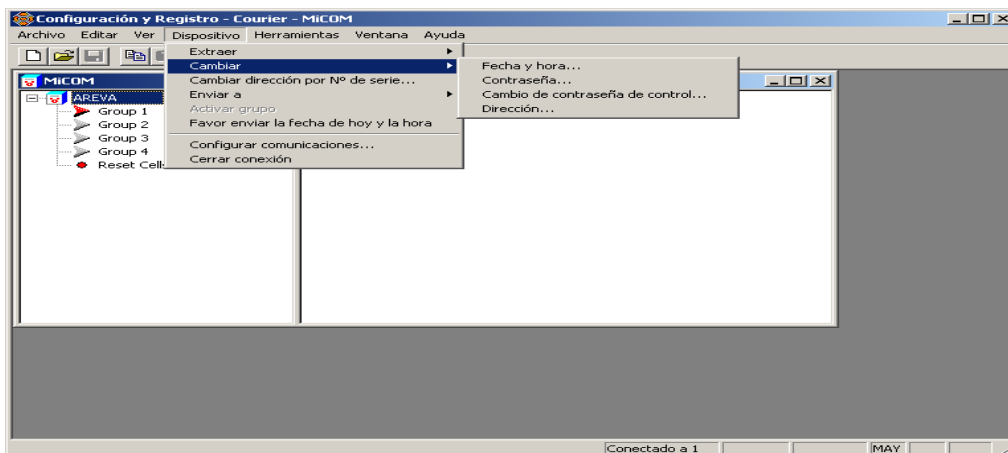 Configuración y Registro - Courier - MiCOM
Archivo Editar Ver Dispositivo Herramientas Ventana Ayuda
Extraer
Cambiar
Cambiar dirección por Nº de serie...
Enviar a
Activar grupo
Favor enviar la fecha de hoy y la hora
Configurar comunicaciones...
Cerrar conexión
Fecha y hora...
Contraseña...
Cambio de contraseña de control...
Dirección...
MiCOM
AREVA
Group 1
Group 2
Group 3
Group 4
Reset Cell
Conectado a 1
MAY